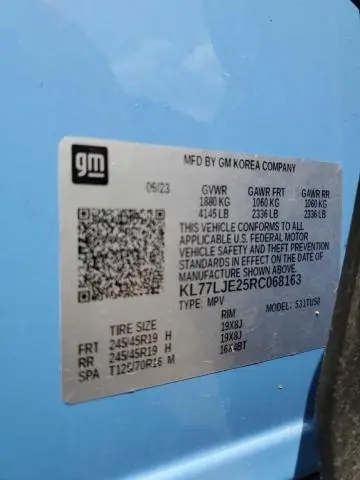 gm
MFD BY GM KOREA COMPANY
06/23 GVWR GAWR FRT GAWR RR
1880 KG 1060 KG 1060 KG
4145 LB 2336 LB 2336 LB
THIS VEHICLE CONFORMS TO ALL
APPLICABLE U.S. FEDERAL MOTOR
VEHICLE SAFETY AND THEFT PREVENTION
STANDARDS IN EFFECT ON THE DATE OF
MANUFACTURE SHOWN ABOVE.
KL77LJE25RC068163
TYPE: MPV 531TUS8
TIRE SIZE RIM
FRT 245/45R19 H 19X8J
RR 245/45R19 H 19X8J
SPA T125/70R16 M 16X4BT